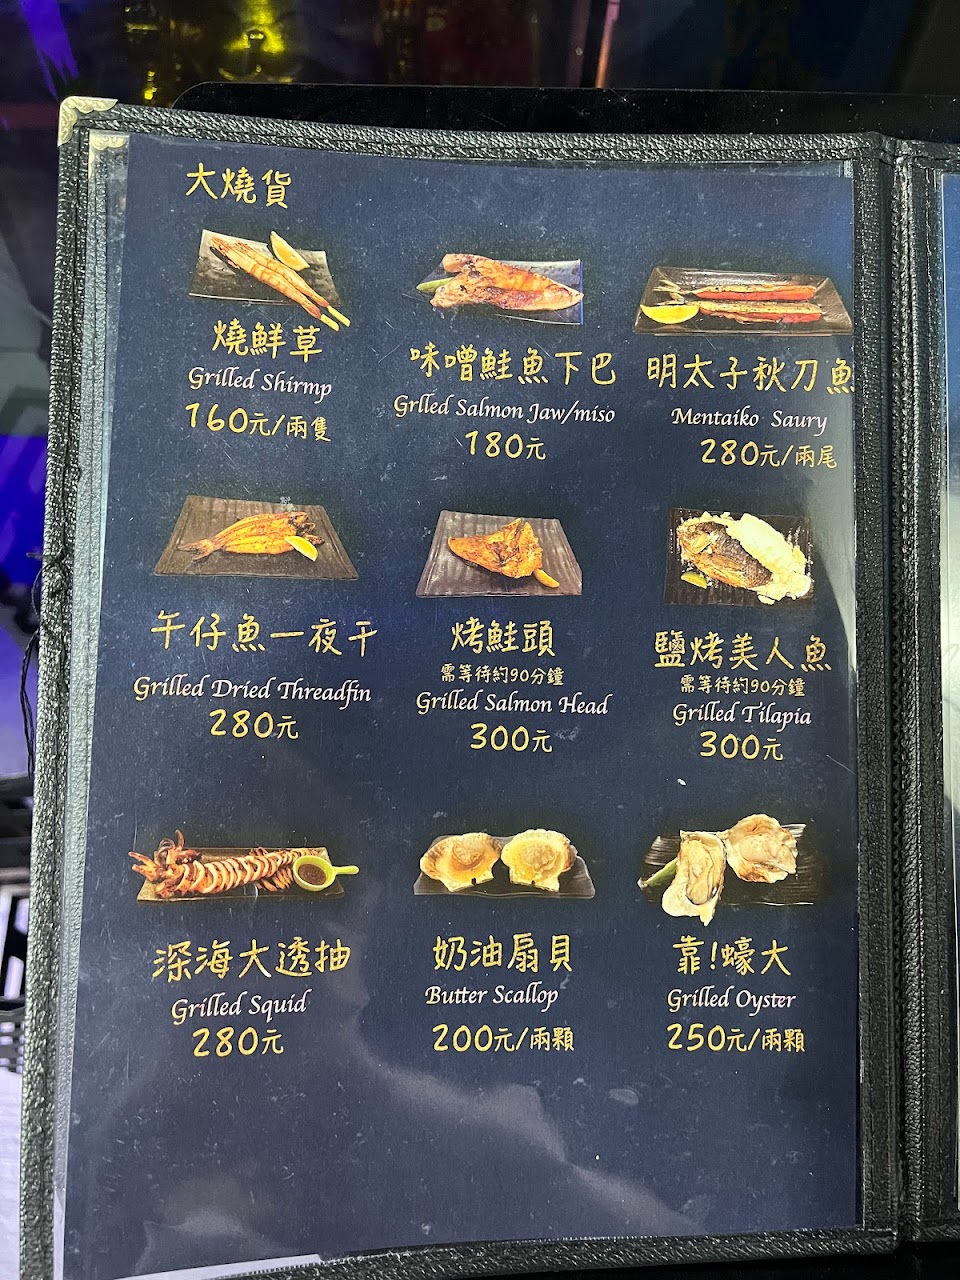 大燒貨
燒鮮草
Grilled Shirmp
160元/兩隻
味噌鮭魚下巴
Grlled Salmon Jaw/miso
180元
明太子秋刀魚
Mentaiko Saury
280元/兩尾
午仔魚一夜干
Grilled Dried Threadfin
280元
烤鮭頭
需等待約90分鐘
Grilled Salmon Head
300元
鹽烤美人魚
需等待約90分鐘
Grilled Tilapia
300元
深海大透抽
Grilled Squid
280元
奶油扇貝
Butter Scallop
200元/兩顆
靠!蠔大
Grilled Oyster
250元/兩顆